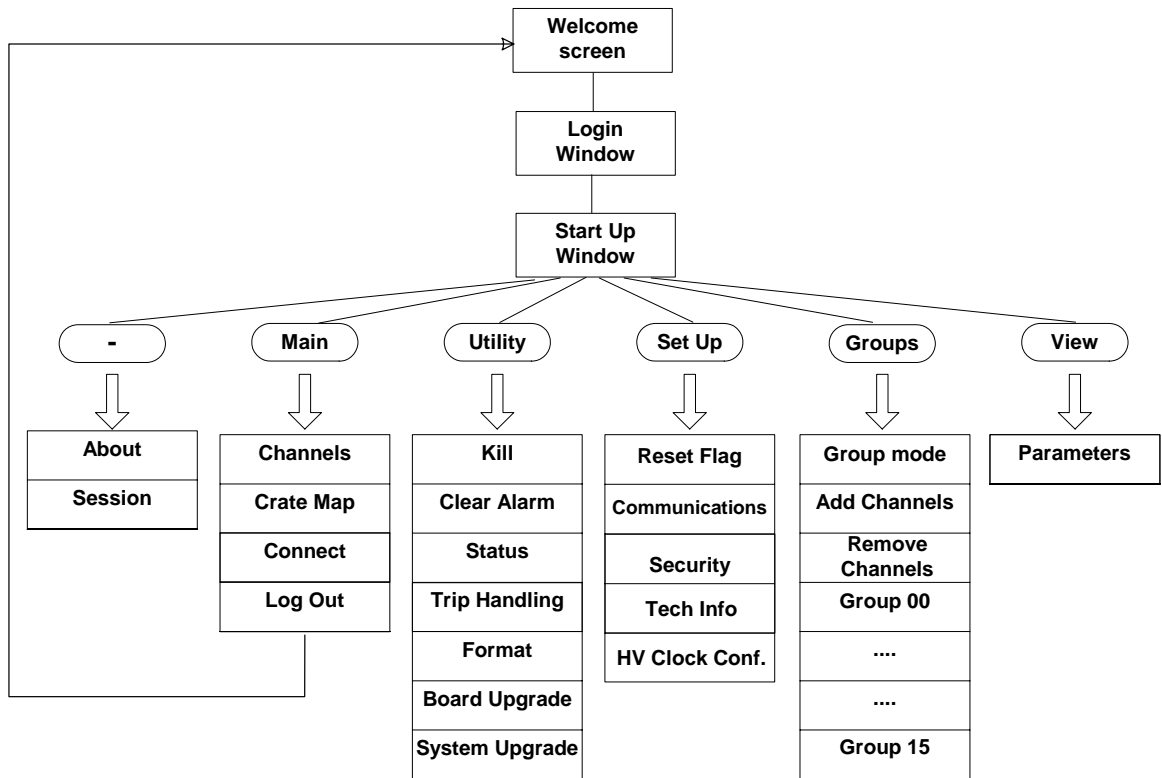 Welcome
screen
Login
Window
Start Up
Window
-
Main
Utility
Set Up
Groups
View
About
Session
Channels
Crate Map
Connect
Log Out
Kill
Clear Alarm
Status
Trip Handling
Format
Board Upgrade
System Upgrade
Reset Flag
Communications
Security
Tech Info
HV Clock Conf.
Group mode
Add Channels
Remove
Channels
Group 00
....
....
Group 15
Parameters